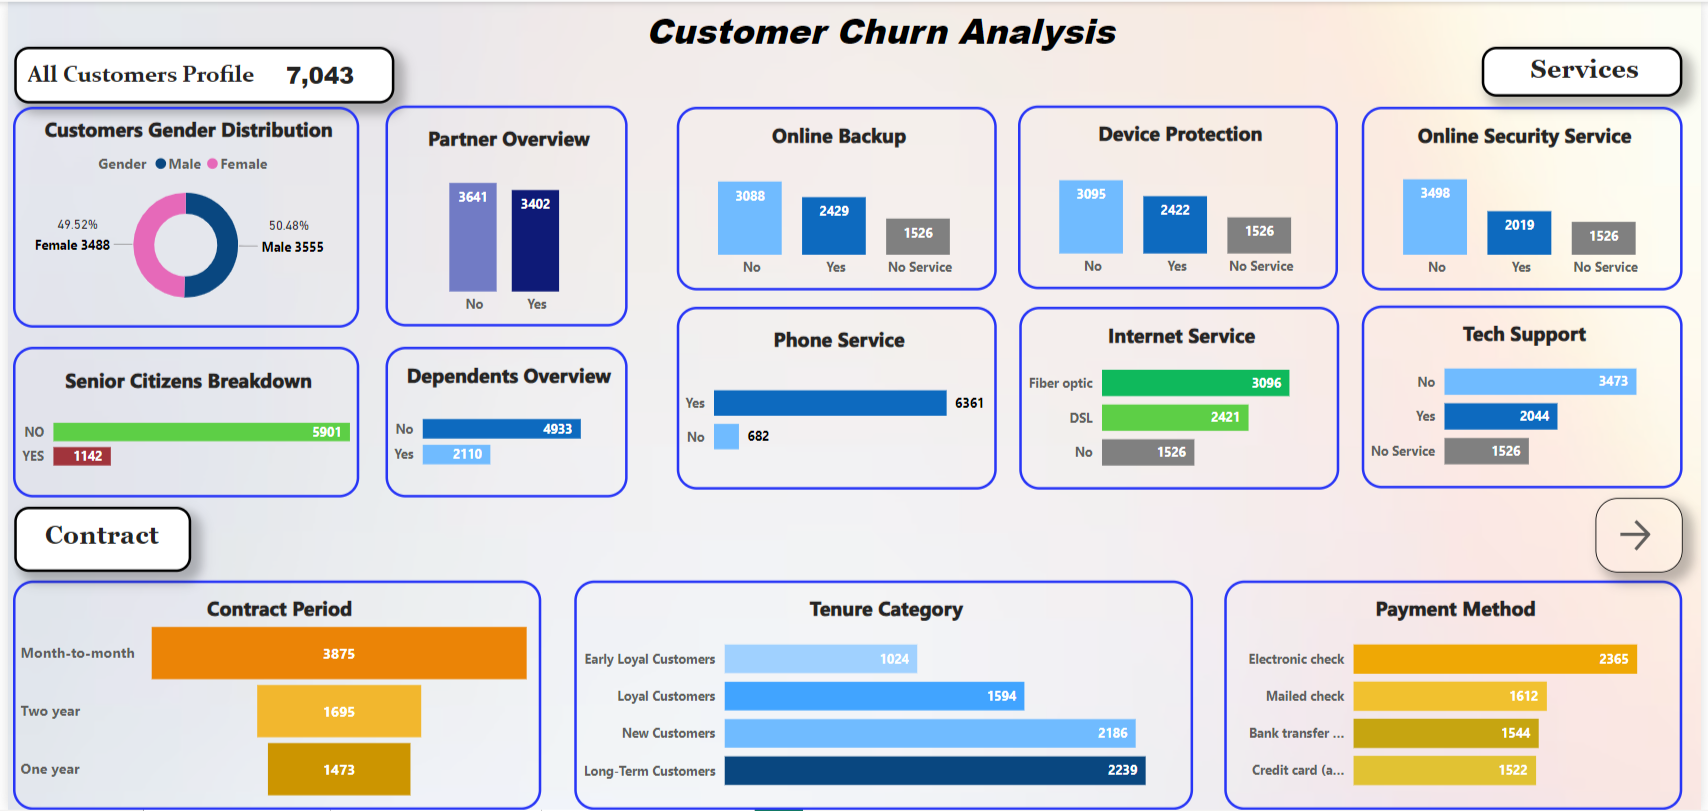 Customer Churn Analysis
All Customers Profile 7,043
Services
Customers Gender Distribution
Gender Male Female
49.52%
Female 3488
50.48%
Male 3555
Partner Overview
3641
3402
No Yes
Online Backup
3088
2429
1526
No Yes No Service
Device Protection
3095
2422
1526
No Yes No Service
Online Security Service
3498
2019
1526
No Yes No Service
Senior Citizens Breakdown
NO 5901
YES 1142
Dependents Overview
No 4933
Yes 2110
Phone Service
Yes 6361
No 682
Internet Service
Fiber optic 3096
DSL 2421
No 1526
Tech Support
No 3473
Yes 2044
No Service 1526
Contract
Contract Period
Month-to-month 3875
Two year 1695
One year 1473
Tenure Category
Early Loyal Customers 1024
Loyal Customers 1594
New Customers 2186
Long-Term Customers 2239
Payment Method
Electronic check 2365
Mailed check 1612
Bank transfer ... 1544
Credit card (a... 1522